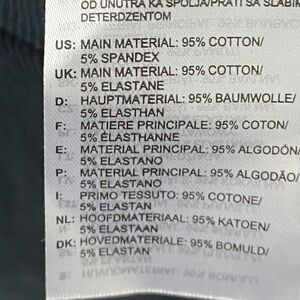 OD UNUTRA KA SPOLJA/PRATI SA SLABIM
DETERDZENTOM
US: MAIN MATERIAL: 95% COTTON/
5% SPANDEX
UK: MAIN MATERIAL: 95% COTTON/
5% ELASTANE
D: HAUPTMATERIAL: 95% BAUMWOLLE/
5% ELASTHAN
F: MATIERE PRINCIPALE: 95% COTON/
5% ÉLASTHANNE
E: MATERIAL PRINCIPAL: 95% ALGODÓN/
5% ELASTANO
P: MATERIAL PRINCIPAL: 95% ALGODÃO/
5% ELASTANO
I: PRIMO TESSUTO: 95% COTONE/
5% ELASTAN
NL: HOOFDMATERIAAL: 95% KATOEN/
5% ELASTAAN
DK: HOVEDMATERIALE: 95% BOMULD/
5% ELASTAN